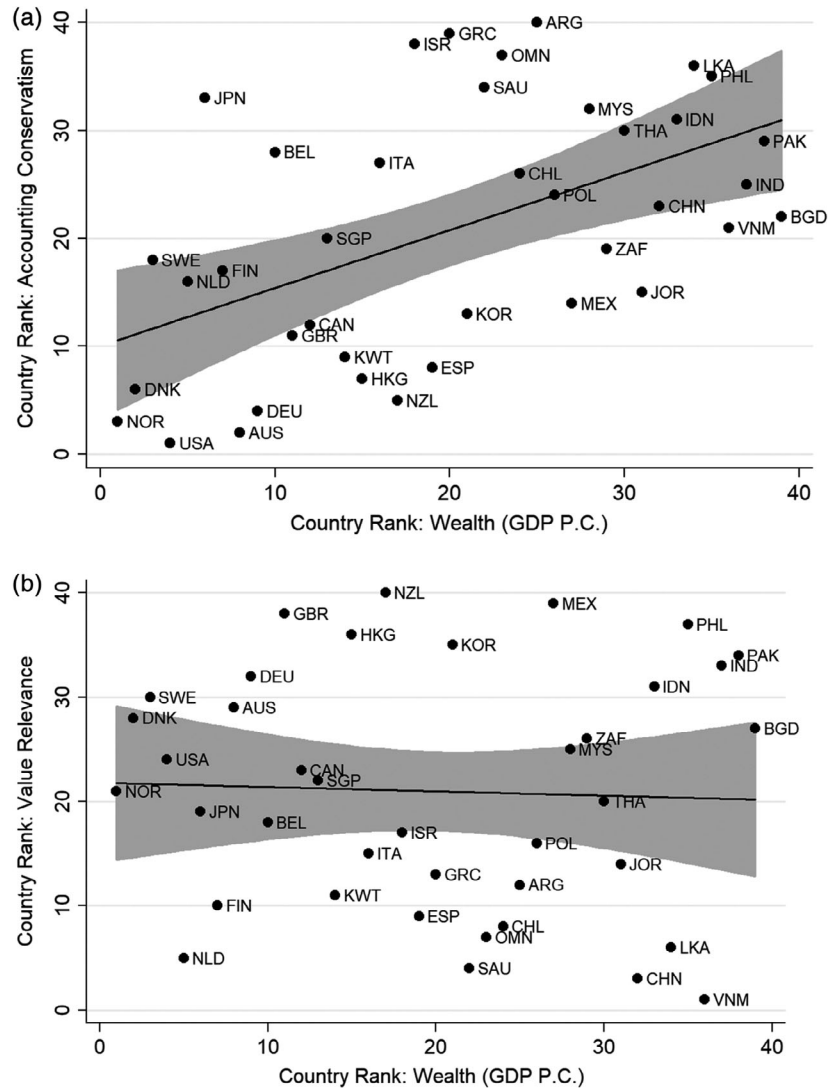 (a)
Country Rank: Accounting Conservatism
40
30
20
10
0
ARG
GRC
ISR
OMN
LKA
PHL
SAU
JPN
MYS
IDN
THA
PAK
BEL
ITA
CHL
IND
POL
CHN
BGD
VNM
SGP
ZAF
SWE
FIN
NLD
JOR
MEX
KOR
CAN
GBR
KWT
ESP
HKG
DNK
NZL
DEU
NOR
AUS
USA
0 10 20 30 40
Country Rank: Wealth (GDP P.C.)
(b)
Country Rank: Value Relevance
40
30
20
10
0
NZL
MEX
GBR
PHL
HKG
KOR
PAK
IND
DEU
IDN
SWE
AUS
DNK
BGD
ZAF
MYS
USA
CAN
SGP
NOR
THA
JPN
BEL
ISR
POL
ITA
JOR
GRC
ARG
KWT
FIN
ESP
CHL
OMN
LKA
NLD
SAU
CHN
VNM
0 10 20 30 40
Country Rank: Wealth (GDP P.C.)